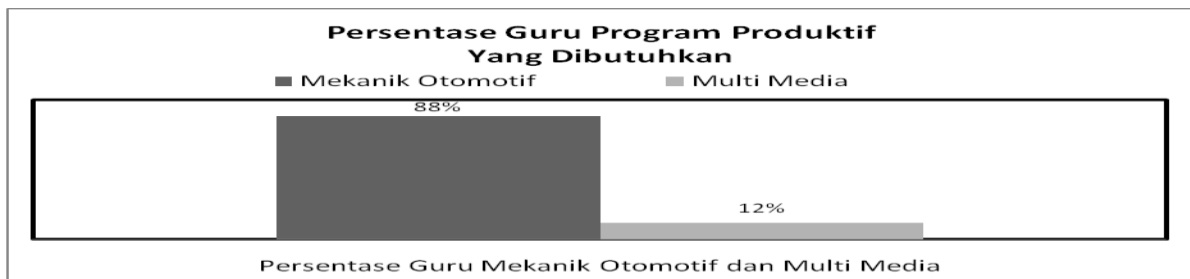 Persentase Guru Program Produktif
Yang Dibutuhkan
Mekanik Otomotif Multi Media
88%
12%
Persentase Guru Mekanik Otomotif dan Multi Media